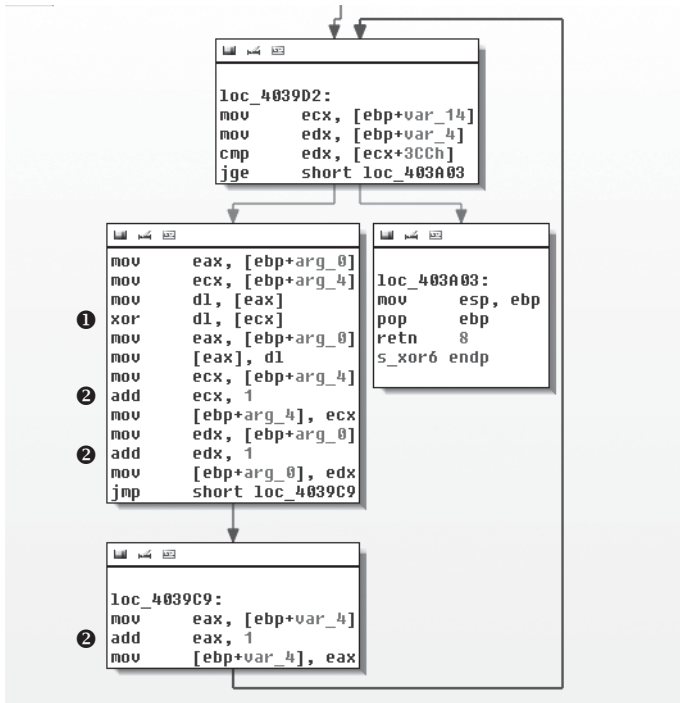 loc_4039D2:
mov ecx, [ebp+var_14]
mov edx, [ebp+var_4]
cmp edx, [ecx+3CCh]
jge short loc_403A03
mov eax, [ebp+arg_0]
mov ecx, [ebp+arg_4]
mov dl, [eax]
❶ xor dl, [ecx]
mov eax, [ebp+arg_0]
mov [eax], dl
mov ecx, [ebp+arg_4]
❷ add ecx, 1
mov [ebp+arg_4], ecx
mov edx, [ebp+arg_0]
❷ add edx, 1
mov [ebp+arg_0], edx
jmp short loc_4039C9
loc_403A03:
mov esp, ebp
pop ebp
retn 8
s_xor6 endp
loc_4039C9:
mov eax, [ebp+var_4]
❷ add eax, 1
mov [ebp+var_4], eax